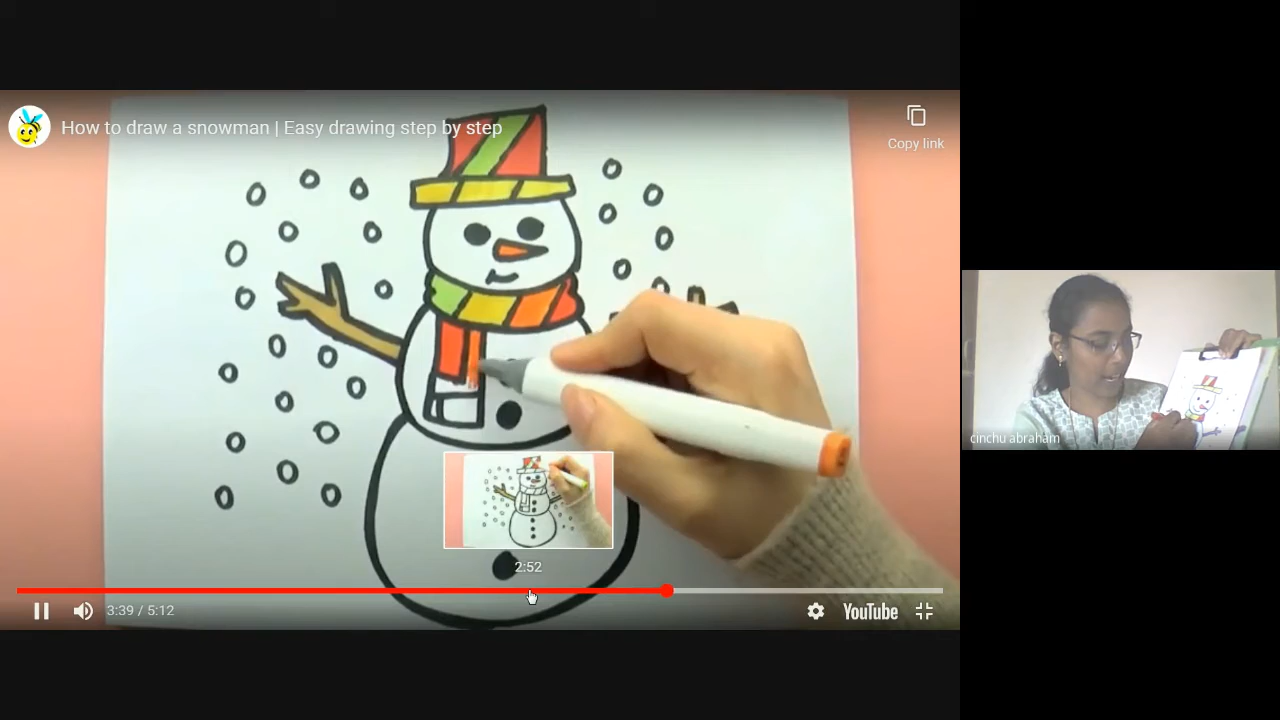 How to draw a snowman | Easy drawing step by step
Copy link
cinchu abraham
2:52
3:39 / 5:12
YouTube